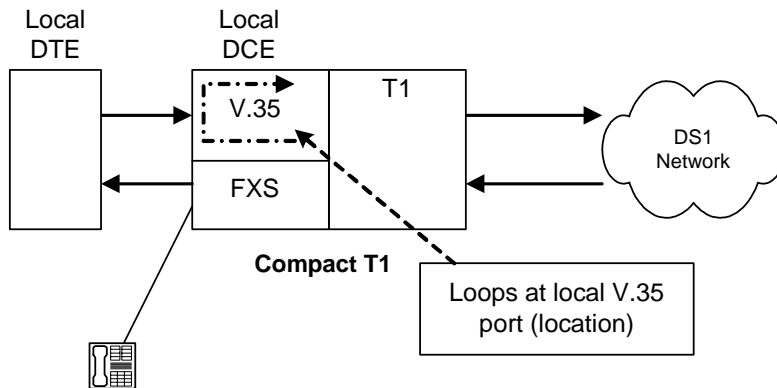 Local
DTE
Local
DCE
V.35
T1
FXS
DS1
Network
Compact T1
Loops at local V.35
port (location)